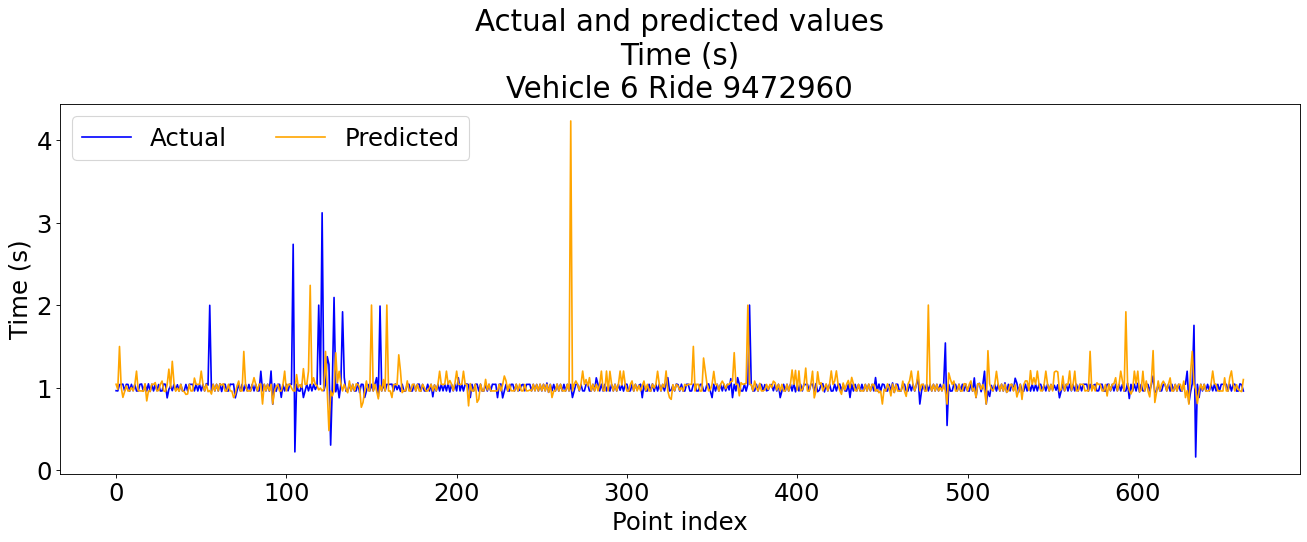 Actual and predicted values
Time (s)
Vehicle 6 Ride 9472960
Actual Predicted
4
3
2
1
0
Time (s)
0 100 200 300 400 500 600
Point index